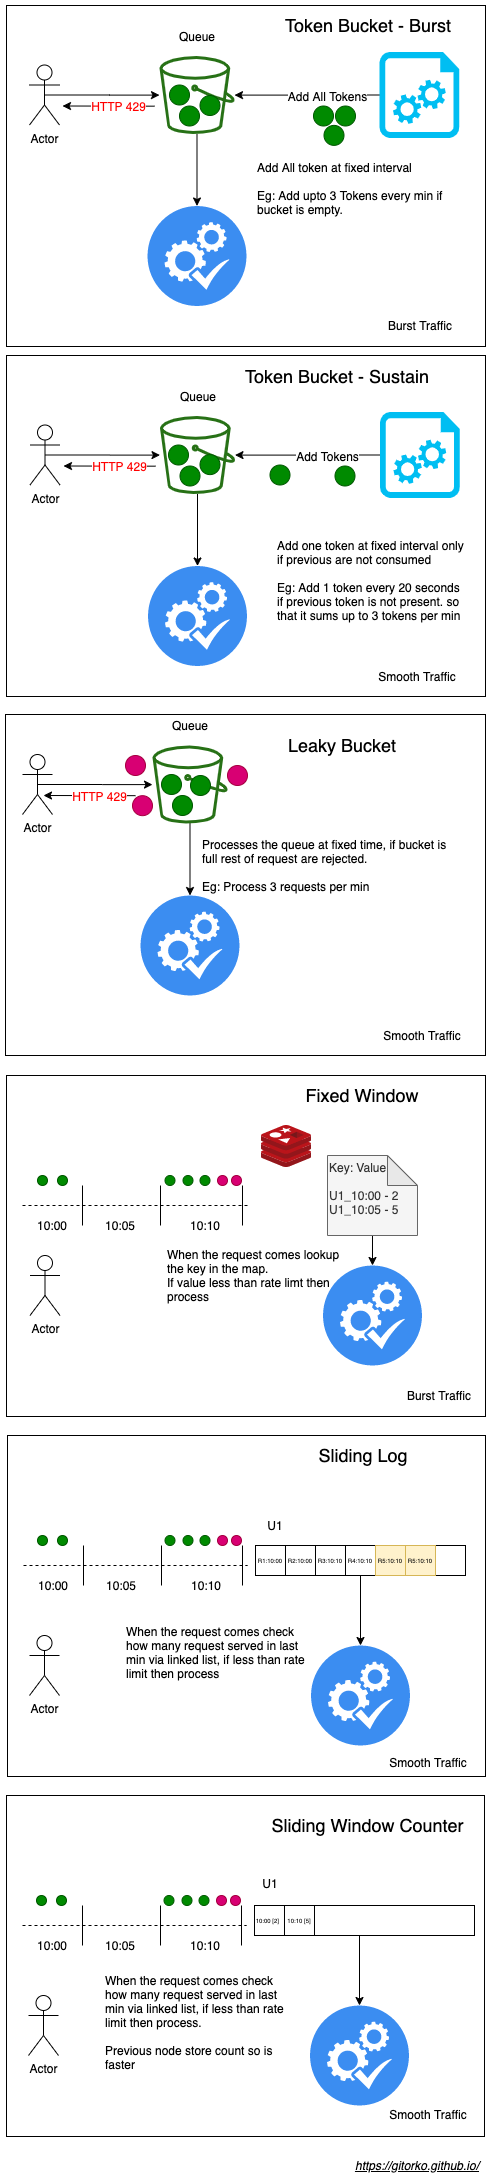 Token Bucket - Burst
Queue
Add All Tokens
HTTP 429
Actor
Add All token at fixed interval
Eg: Add upto 3 Tokens every min if
bucket is empty.
Burst Traffic
Token Bucket - Sustain
Queue
Add Tokens
HTTP 429
Actor
Add one token at fixed interval only
if previous are not consumed
Eg: Add 1 token every 20 seconds
if previous token is not present. so
that it sums up to 3 tokens per min
Smooth Traffic
Queue
Leaky Bucket
HTTP 429
Actor
Processes the queue at fixed time, if bucket is
full rest of request are rejected.
Eg: Process 3 requests per min
Smooth Traffic
Fixed Window
Key: Value
U1_10:00 - 2
U1_10:05 - 5
10:00 10:05 10:10
When the request comes lookup
the key in the map.
If value less than rate limt then
process
Actor
Burst Traffic
Sliding Log
U1
R1:10:00 R2:10:00 R3:10:10 R4:10:10 R5:10:10 R5:10:10
10:00 10:05 10:10
When the request comes check
how many request served in last
min via linked list, if less than rate
limit then process
Actor
Smooth Traffic
Sliding Window Counter
U1
10:00 [2] 10:10 [5]
10:00 10:05 10:10
When the request comes check
how many request served in last
min via linked list, if less than rate
limit then process.
Previous node store count so is
faster
Actor
Smooth Traffic
https://gitorko.github.io/